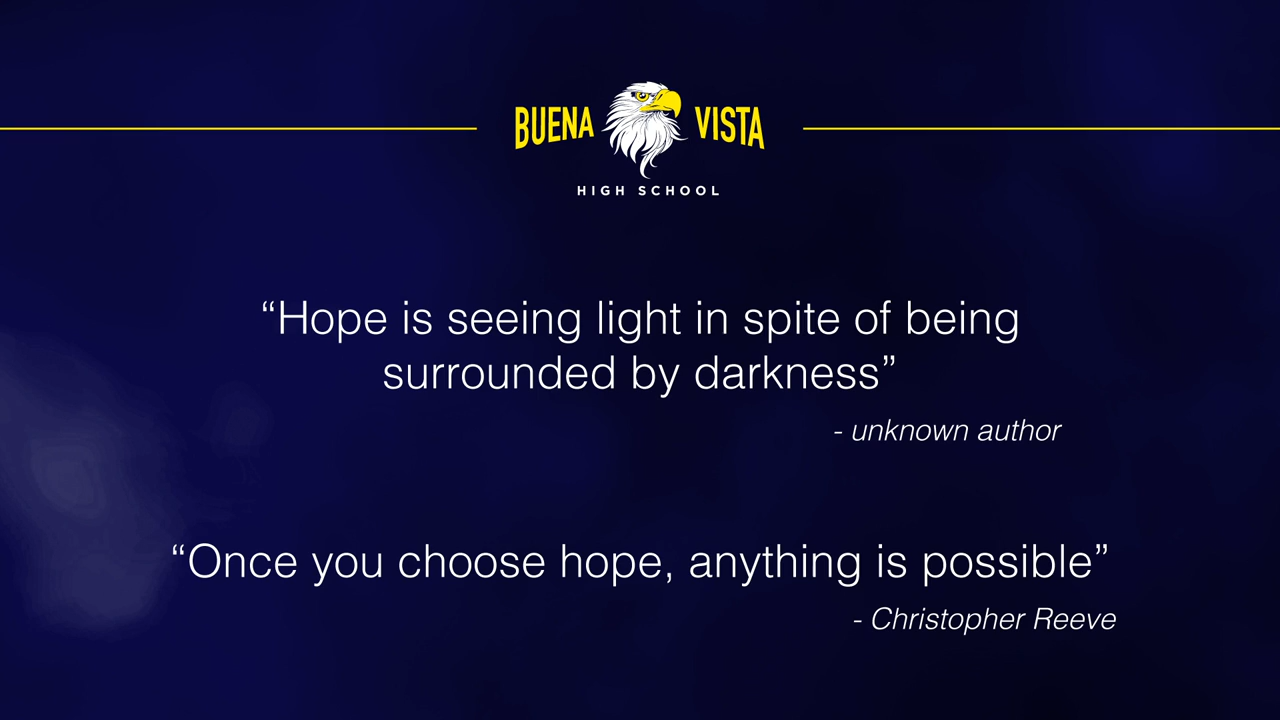 BUENA VISTA
HIGH SCHOOL
“Hope is seeing light in spite of being
surrounded by darkness”
- unknown author
“Once you choose hope, anything is possible”
- Christopher Reeve